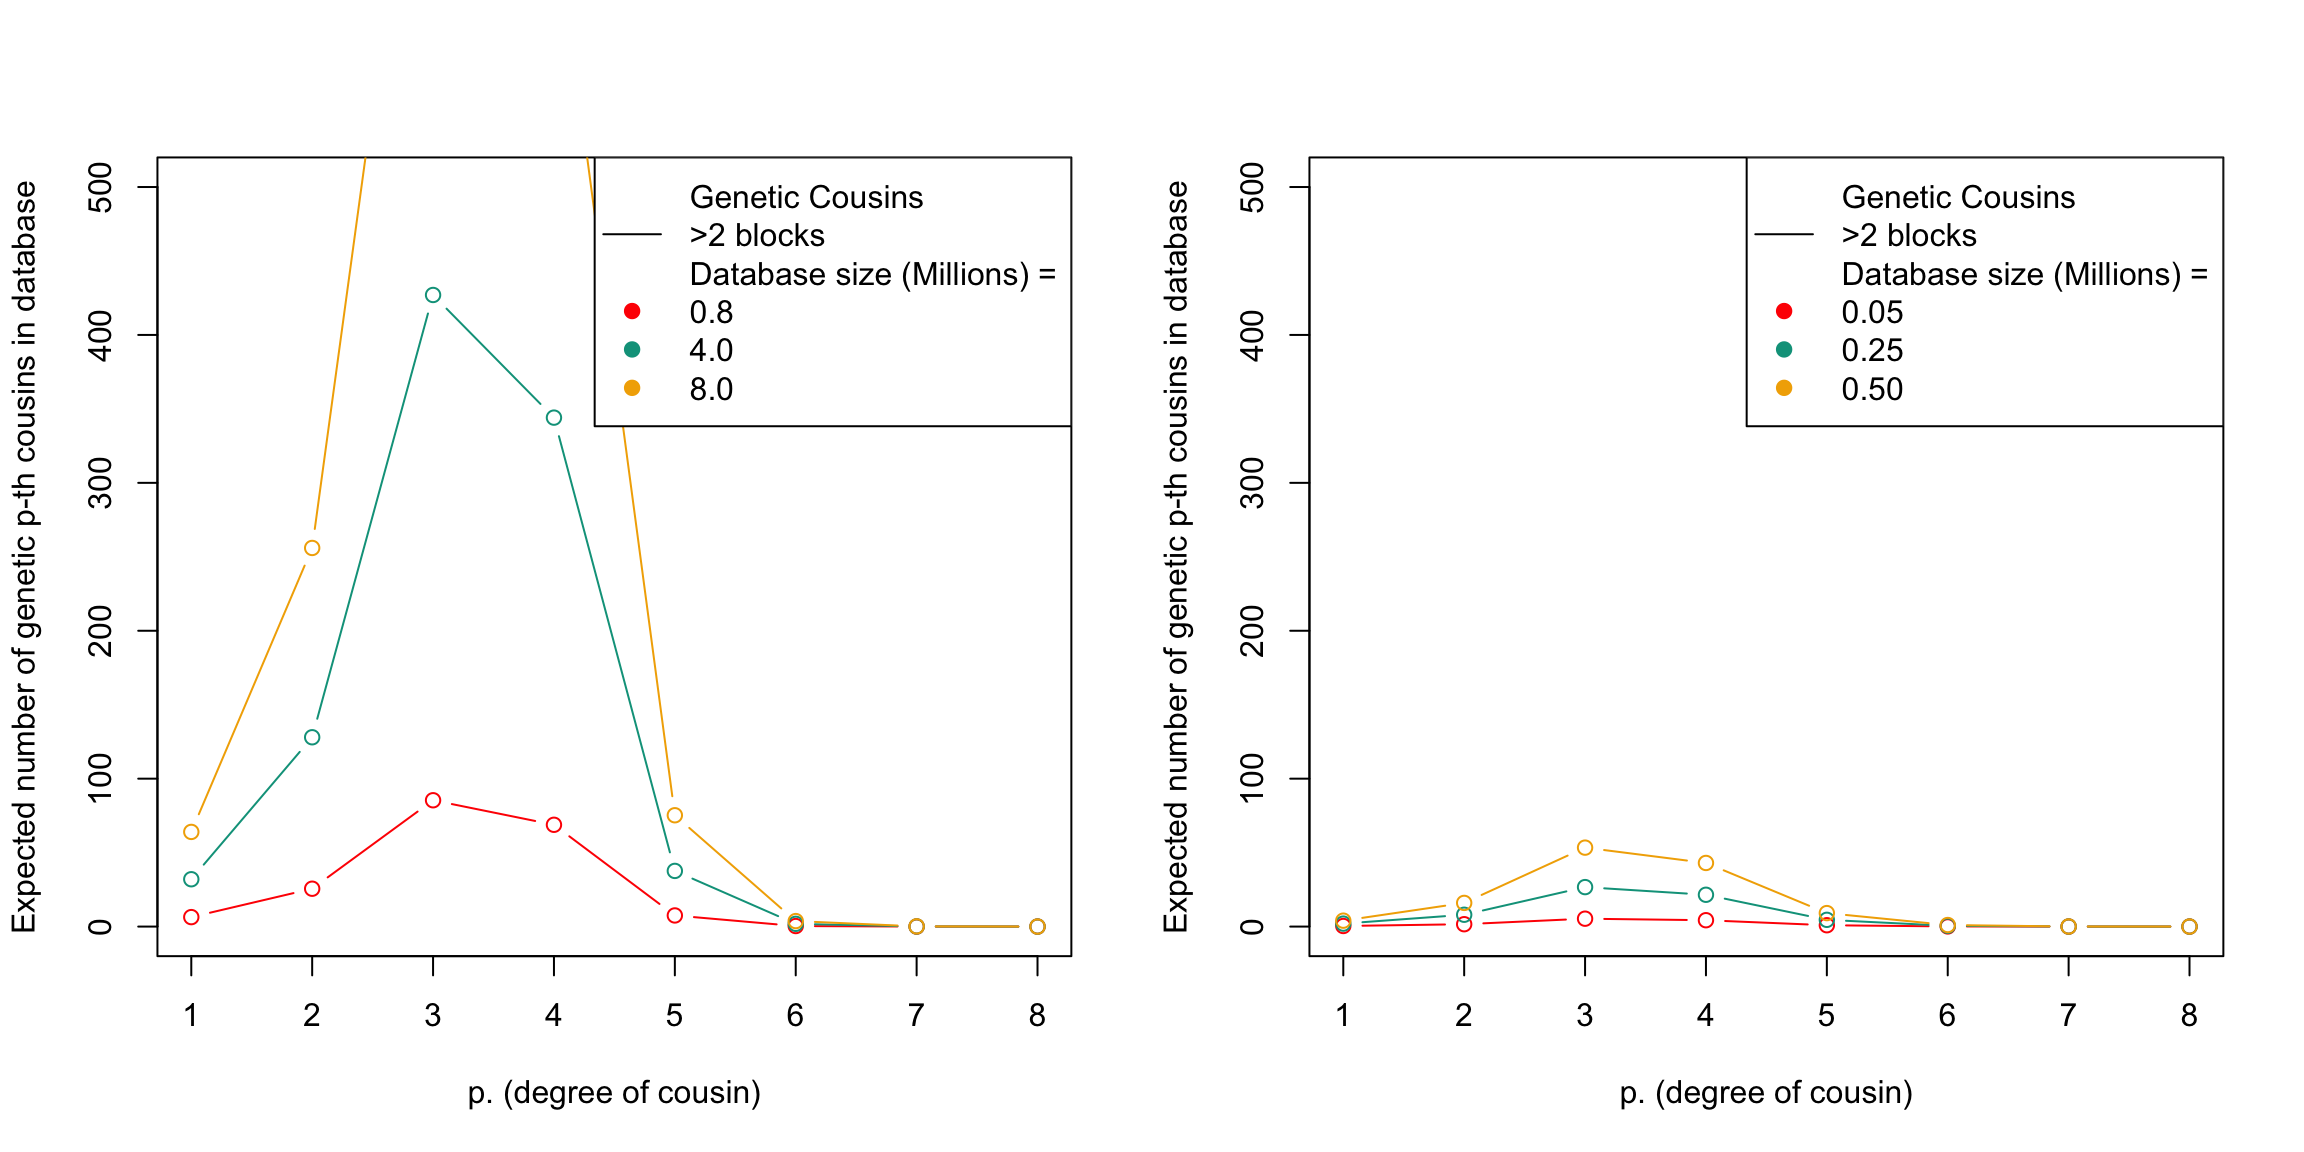 Expected number of genetic p-th cousins in database
500
400
300
200
100
0
Genetic Cousins
>2 blocks
Database size (Millions) =
0.8
4.0
8.0
1 2 3 4 5 6 7 8
p. (degree of cousin)
Expected number of genetic p-th cousins in database
500
400
300
200
100
0
Genetic Cousins
>2 blocks
Database size (Millions) =
0.05
0.25
0.50
1 2 3 4 5 6 7 8
p. (degree of cousin)